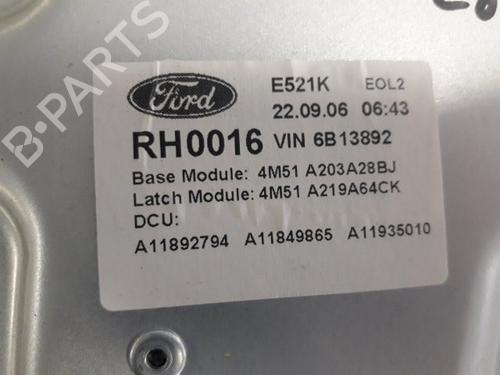 Ford
E521K EOL2
22.09.06 06:43
RH0016 VIN 6B13892
Base Module: 4M51 A203A28BJ
Latch Module: 4M51 A219A64CK
DCU:
A11892794 A11849865 A11935010